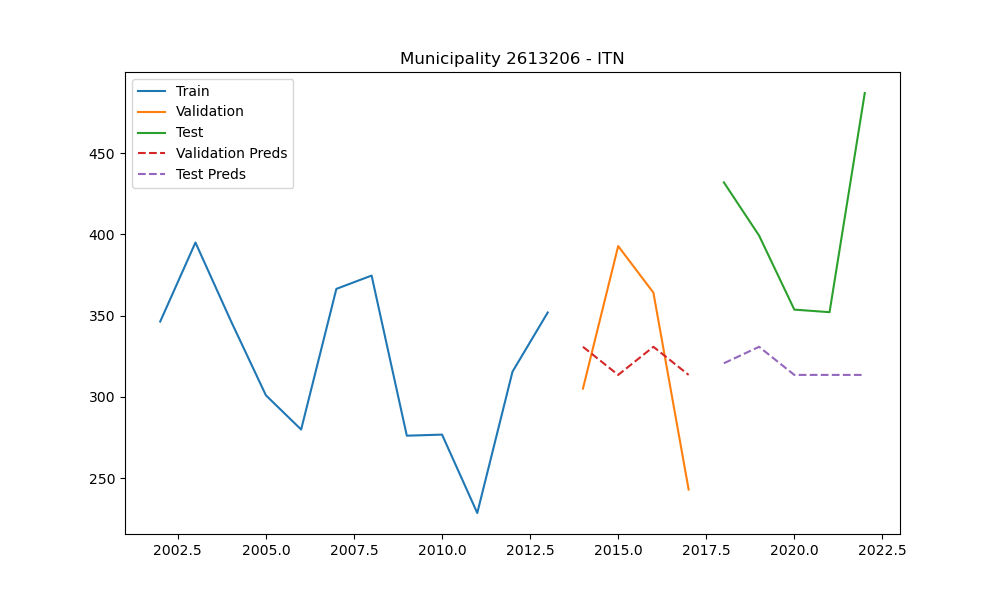 Municipality 2613206 - ITN
Train
Validation
Test
Validation Preds
Test Preds
450
400
350
300
250
2002.5 2005.0 2007.5 2010.0 2012.5 2015.0 2017.5 2020.0 2022.5